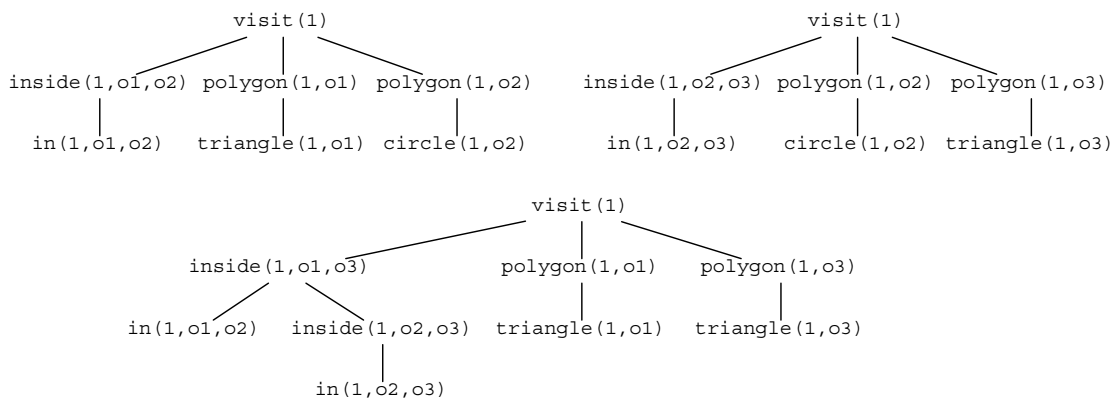 visit(1) visit(1)
inside(1,o1,o2) polygon(1,o1) polygon(1,o2) inside(1,o2,o3) polygon(1,o2) polygon(1,o3)
in(1,o1,o2) triangle(1,o1) circle(1,o2) in(1,o2,o3) circle(1,o2) triangle(1,o3)
visit(1)
inside(1,o1,o3) polygon(1,o1) polygon(1,o3)
in(1,o1,o2) inside(1,o2,o3) triangle(1,o1) triangle(1,o3)
in(1,o2,o3)